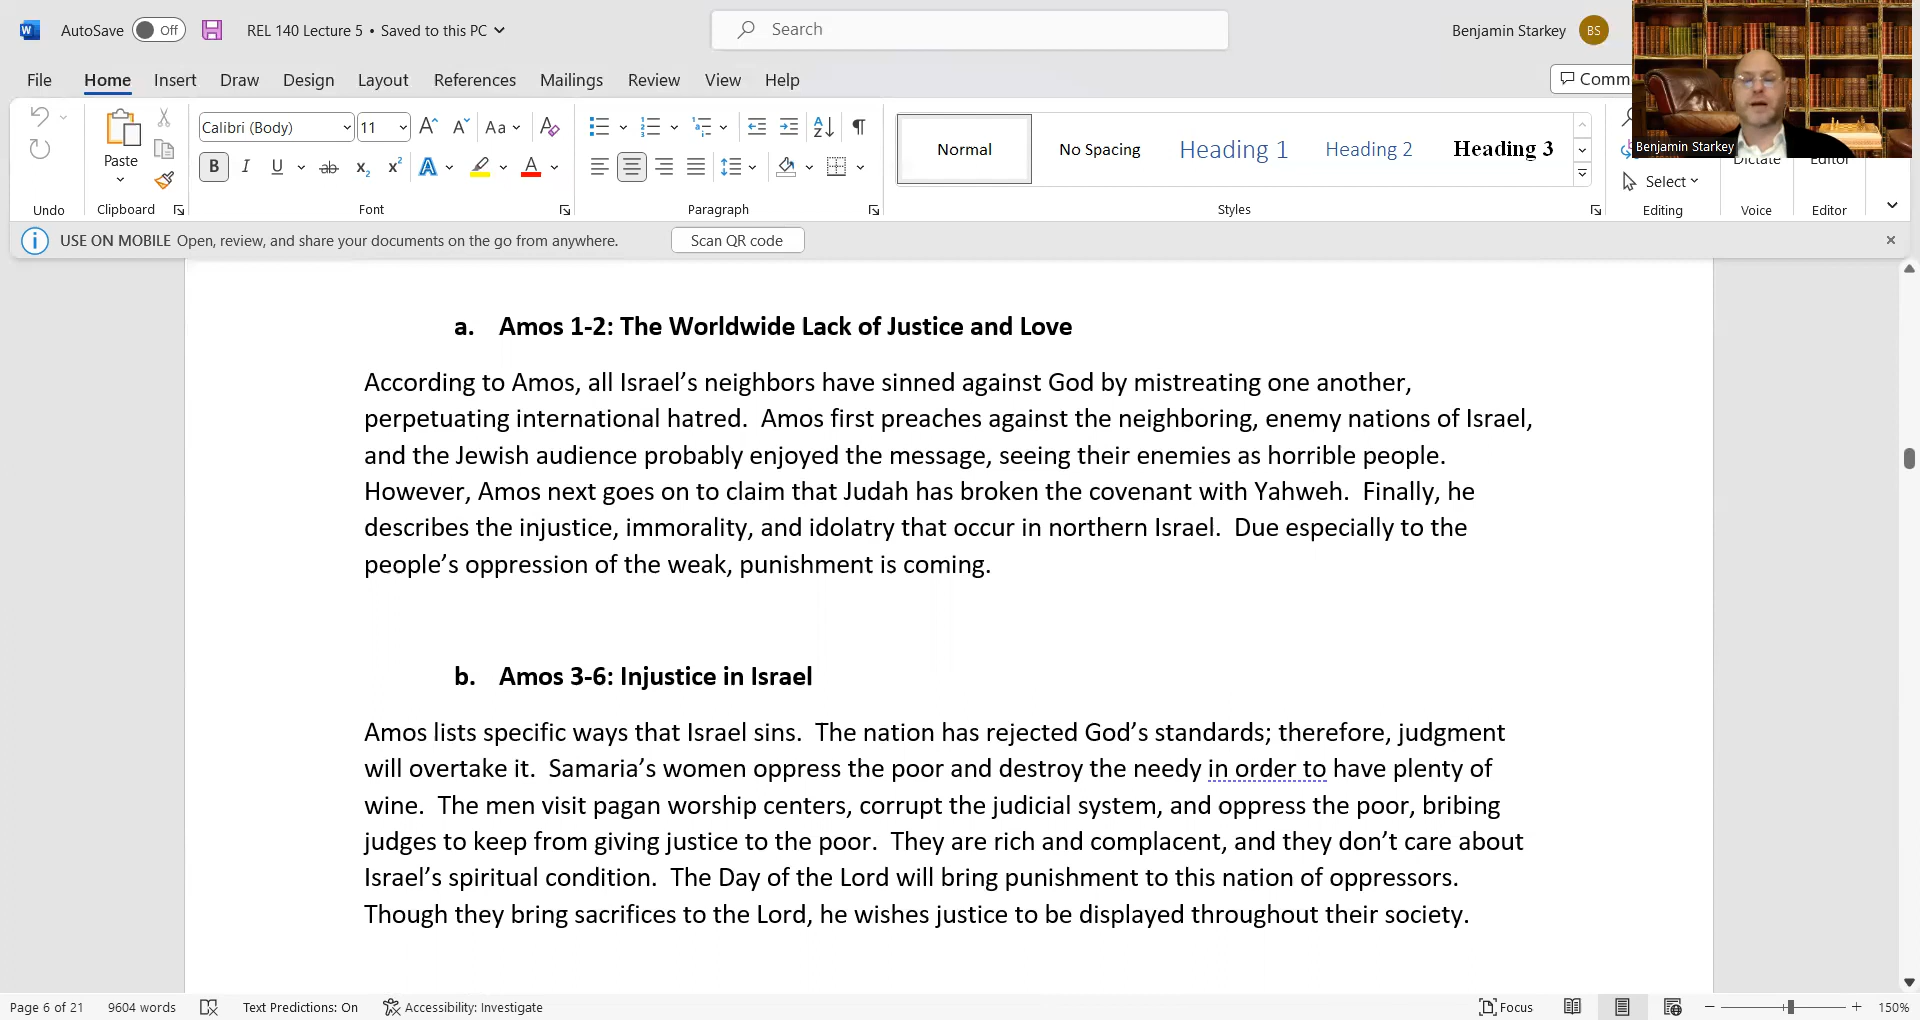 AutoSave Off REL 140 Lecture 5 • Saved to this PC Search Benjamin Starkey BS
File Home Insert Draw Design Layout References Mailings Review View Help Comm
Benjamin Starkey
Calibri (Body) 11 Aa
Normal No Spacing Heading 1 Heading 2 Heading 3
Paste B I U ab x2 x2 A A Select Dictate Editor
Undo Clipboard Font Paragraph Styles Editing Voice Editor
USE ON MOBILE Open, review, and share your documents on the go from anywhere. Scan QR code
a. Amos 1-2: The Worldwide Lack of Justice and Love
According to Amos, all Israel’s neighbors have sinned against God by mistreating one another,
perpetuating international hatred.  Amos first preaches against the neighboring, enemy nations of Israel,
and the Jewish audience probably enjoyed the message, seeing their enemies as horrible people.
However, Amos next goes on to claim that Judah has broken the covenant with Yahweh.  Finally, he
describes the injustice, immorality, and idolatry that occur in northern Israel.  Due especially to the
people’s oppression of the weak, punishment is coming.
b. Amos 3-6: Injustice in Israel
Amos lists specific ways that Israel sins.  The nation has rejected God’s standards; therefore, judgment
will overtake it.  Samaria’s women oppress the poor and destroy the needy in order to have plenty of
wine.  The men visit pagan worship centers, corrupt the judicial system, and oppress the poor, bribing
judges to keep from giving justice to the poor.  They are rich and complacent, and they don’t care about
Israel’s spiritual condition.  The Day of the Lord will bring punishment to this nation of oppressors.
Though they bring sacrifices to the Lord, he wishes justice to be displayed throughout their society.
Page 6 of 21 9604 words Text Predictions: On Accessibility: Investigate Focus 150%